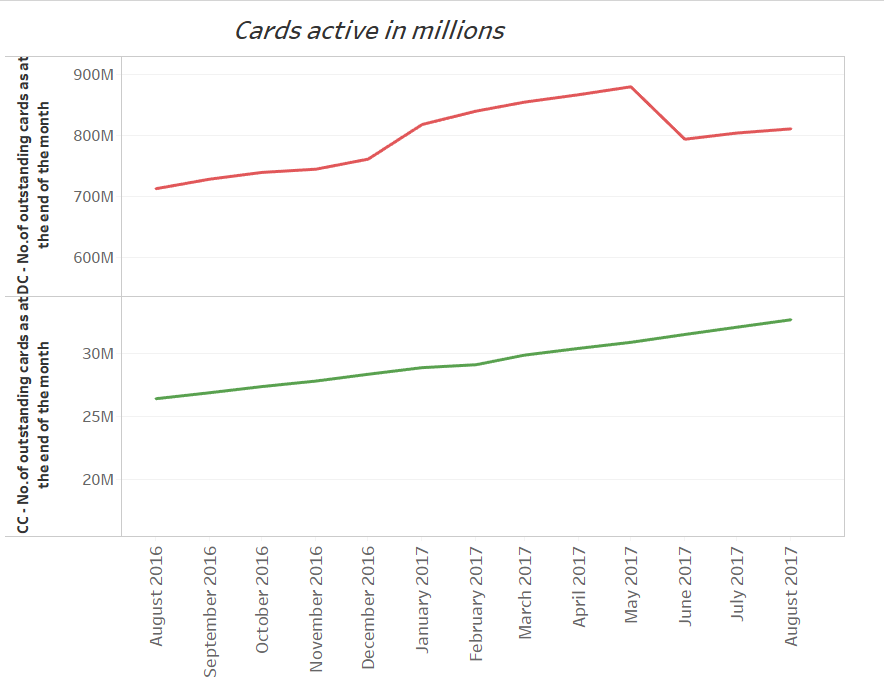 Cards active in millions
DC - No.of outstanding cards as at
the end of the month
900M
800M
700M
600M
CC - No.of outstanding cards as at
the end of the month
30M
25M
20M
August 2016
September 2016
October 2016
November 2016
December 2016
January 2017
February 2017
March 2017
April 2017
May 2017
June 2017
July 2017
August 2017